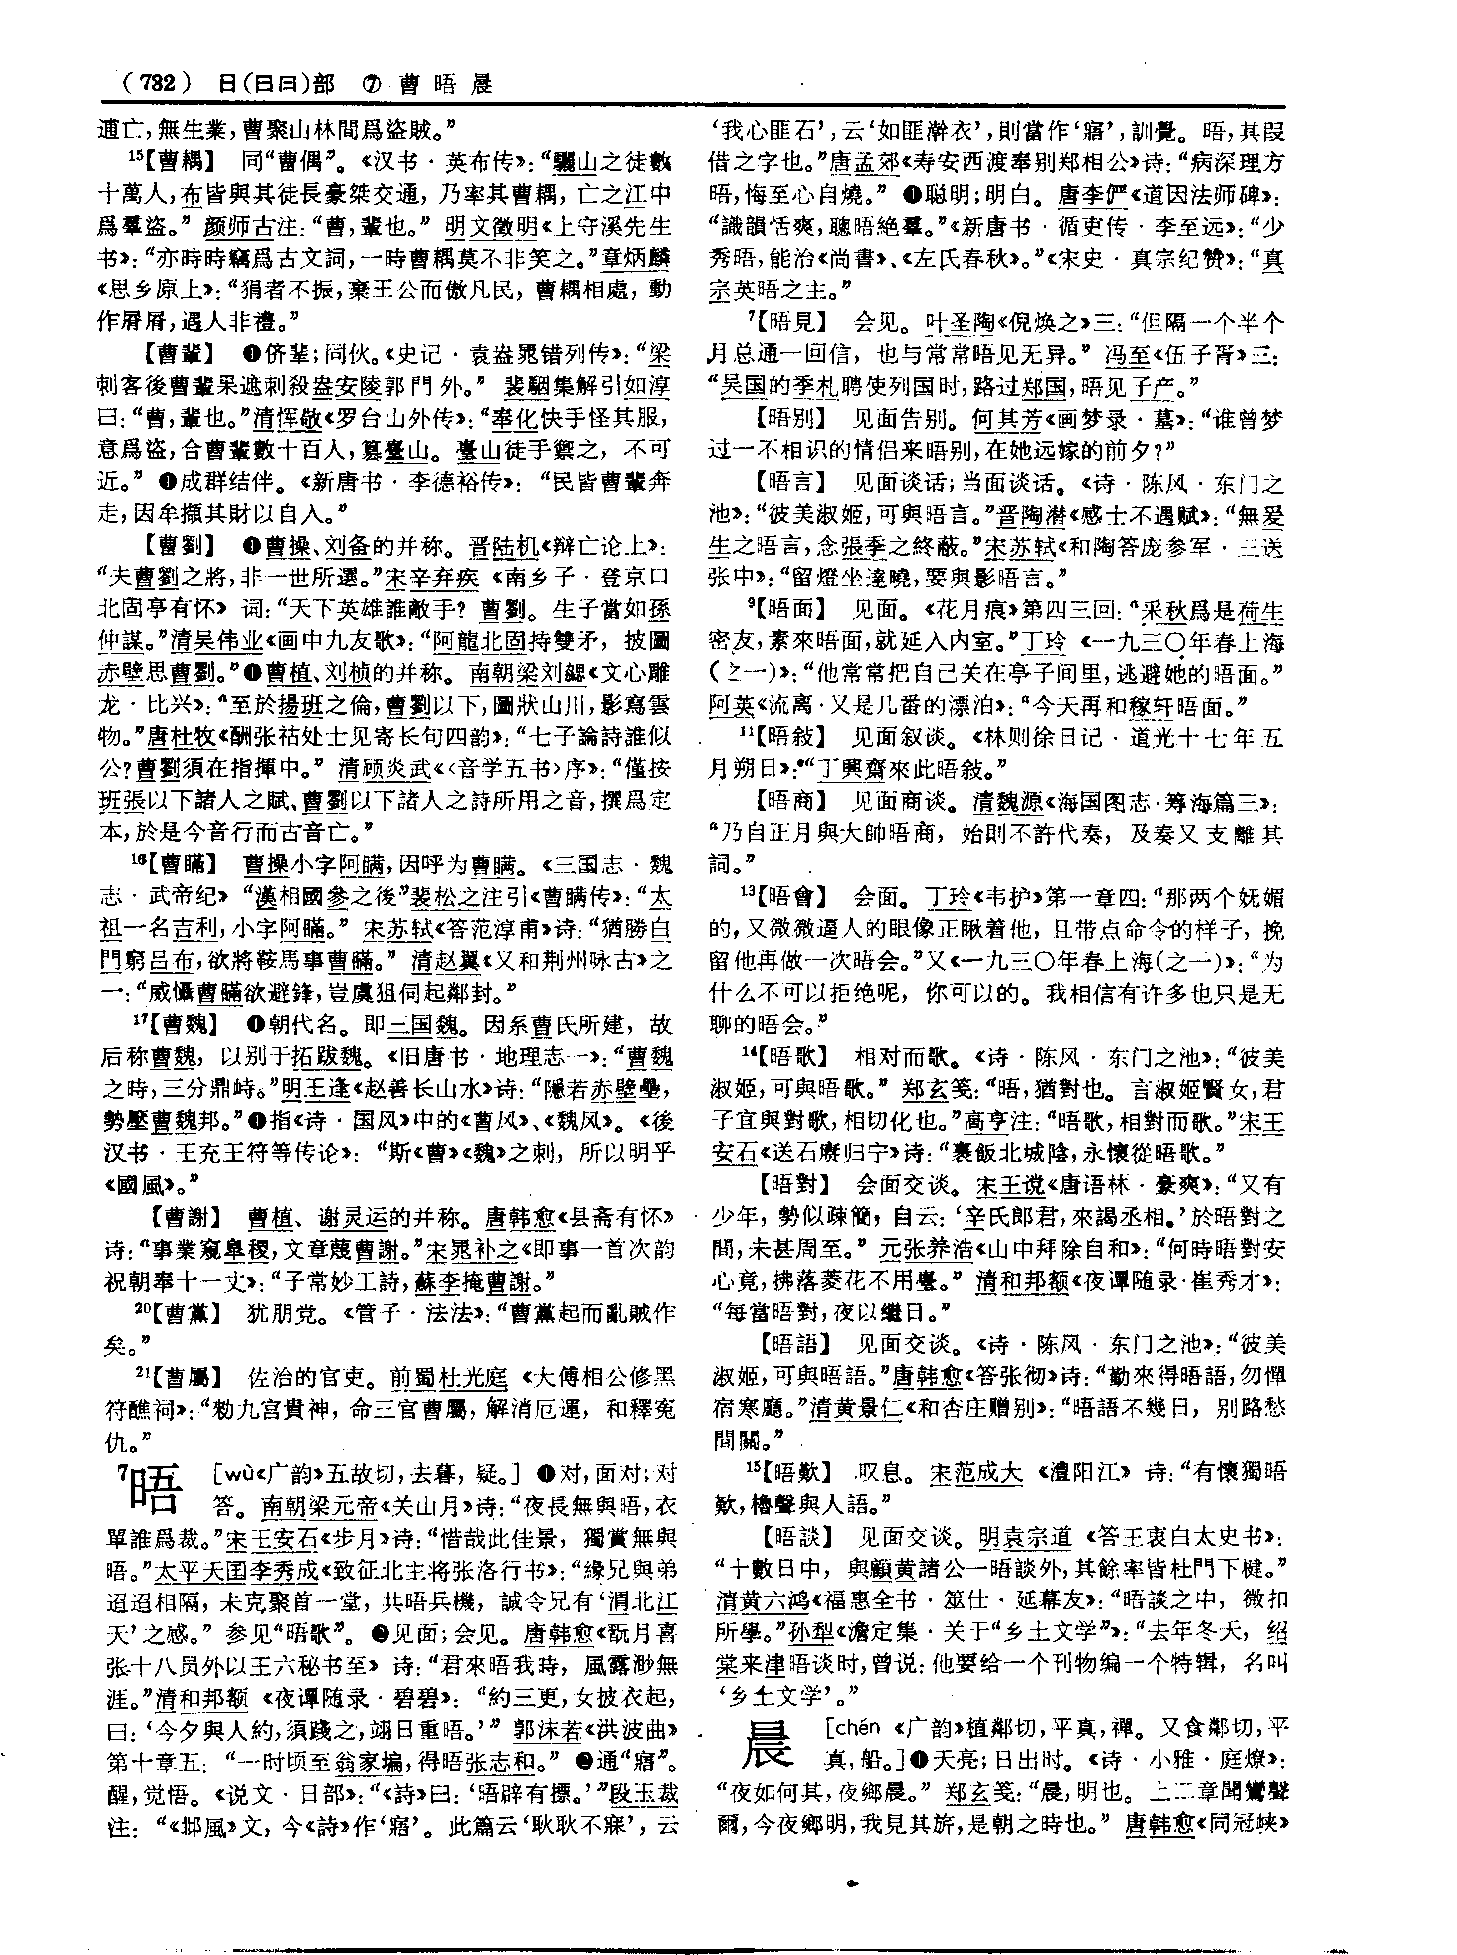 （782） 日(曰⺜)部 ⑦ 曹 晤 晨
逋亡，無生業，曹聚山林間爲盜賊。”
15【曹耦】 同“曹偶”。《汉书·英布传》：“驪山之徒數
十萬人，布皆與其徒長豪桀交通，乃率其曹耦，亡之江中
爲羣盜。”颜师古注：“曹，輩也。”明文徵明《上守溪先生
书》：“亦時時竊爲古文詞，一時曹耦莫不非笑之。”章炳麟
《思乡原上》：“狷者不振，棄王公而傲凡民，曹耦相處，動
作屑屑，遇人非禮。”
【曹輩】 ❶侪辈；同伙。《史记·袁盎晁错列传》：“梁
刺客後曹輩果遮刺殺盎安陵郭門外。”裴駰集解引如淳
曰：“曹，輩也。”清恽敬《罗台山外传》：“奉化快手怪其服，
意爲盜，合曹輩數十百人，篡臺山。臺山徒手禦之，不可
近。”❷成群结伴。《新唐书·李德裕传》：“民皆曹輩奔
走，因牟擷其財以自入。”
【曹劉】 ❶曹操、刘备的并称。晋陆机《辩亡论上》：
“夫曹劉之將，非一世所選。”宋辛弃疾《南乡子·登京口
北固亭有怀》词：“天下英雄誰敵手？曹劉。生子當如孫
仲謀。”清吴伟业《画中九友歌》：“阿龍北固持雙矛，披圖
赤壁思曹劉。”❷曹植、刘桢的并称。南朝梁刘勰《文心雕
龙·比兴》：“至於揚班之倫，曹劉以下，圖狀山川，影寫雲
物。”唐杜牧《酬张祜处士见寄长句四韵》：“七子論詩誰似
公？曹劉須在指揮中。”清顾炎武《〈音学五书〉序》：“僅按
班張以下諸人之賦、曹劉以下諸人之詩所用之音，撰爲定
本，於是今音行而古音亡。”
16【曹瞞】 曹操小字阿瞒，因呼为曹瞒。《三国志·魏
志·武帝纪》“漢相國參之後”裴松之注引《曹瞒传》：“太
祖一名吉利，小字阿瞞。”宋苏轼《答范淳甫》诗：“猶勝白
門窮呂布，欲將鞍馬事曹瞞。”清赵翼《又和荆州咏古》之
一：“威懾曹瞞欲避鋒，豈虞狙伺起鄰封。”
17【曹魏】 ❶朝代名。即三国魏。因系曹氏所建，故
后称曹魏，以别于拓跋魏。《旧唐书·地理志一》：“曹魏
之時，三分鼎峙。”明王逢《赵善长山水》诗：“隱若赤壁壘，
勢壓曹魏邦。”❷指《诗·国风》中的《曹风》、《魏风》。《後
汉书·王充王符等传论》：“斯《曹》《魏》之刺，所以明乎
《國風》。”
【曹謝】 曹植、谢灵运的并称。唐韩愈《县斋有怀》
诗：“事業窺皋稷，文章蔑曹謝。”宋晁补之《即事一首次韵
祝朝奉十一丈》：“子常妙工詩，蘇李掩曹謝。”
20【曹黨】 犹朋党。《管子·法法》：“曹黨起而亂賊作
矣。”
21【曹屬】 佐治的官吏。前蜀杜光庭《大傅相公修黑
符醮词》：“勑九宫貴神，命三官曹屬，解消厄運，和釋寃
仇。”
7晤 ［wù《广韵》五故切，去暮，疑。］❶对，面对；对
答。南朝梁元帝《关山月》诗：“夜長無與晤，衣
單誰爲裁。”宋王安石《步月》诗：“惜哉此佳景，獨賞無與
晤。”太平天囯李秀成《致征北主将张洛行书》：“緣兄與弟
迢迢相隔，未克聚首一堂，共晤兵機，誠令兄有‘渭北江
天’之感。”参见“晤歌”。❷见面；会见。唐韩愈《翫月喜
张十八员外以王六秘书至》诗：“君來晤我時，風露渺無
涯。”清和邦额《夜谭随录·碧碧》：“約三更，女披衣起，
曰：‘今夕與人約，須踐之，翊日重晤。’”郭沫若《洪波曲》
第十章五：“一时顷至翁家塥，得晤张志和。”❸通“寤”。
醒，觉悟。《说文·日部》：“《詩》曰：‘晤辟有摽。’”段玉裁
注：“《邶風》文，今《詩》作‘寤’。此篇云‘耿耿不寐’，云
‘我心匪石’，云‘如匪澣衣’，則當作‘寤’，訓覺。晤，其叚
借之字也。”唐孟郊《寿安西渡奉别郑相公》诗：“病深理方
晤，悔至心自燒。”❹聪明；明白。唐李俨《道因法师碑》：
“識韻恬爽，聰晤絶羣。”《新唐书·循吏传·李至远》：“少
秀晤，能治《尚書》、《左氏春秋》。”《宋史·真宗纪赞》：“真
宗英晤之主。”
7【晤見】 会见。叶圣陶《倪焕之》三：“但隔一个半个
月总通一回信，也与常常晤见无异。”冯至《伍子胥》三：
“吴国的季札聘使列国时，路过郑国，晤见子产。”
【晤别】 见面告别。何其芳《画梦录·墓》：“谁曾梦
过一不相识的情侣来晤别，在她远嫁的前夕？”
【晤言】 见面谈话；当面谈话。《诗·陈风·东门之
池》：“彼美淑姬，可與晤言。”晋陶潜《感士不遇赋》：“無爰
生之晤言，念張季之終蔽。”宋苏轼《和陶答庞参军·三送
张中》：“留燈坐達曉，要與影晤言。”
9【晤面】 见面。《花月痕》第四三回：“采秋爲是荷生
密友，素來晤面，就延入内室。”丁玲《一九三〇年春上海
（之一）》：“他常常把自己关在亭子间里，逃避她的晤面。”
阿英《流离·又是几番的漂泊》：“今天再和稼轩晤面。”
11【晤敍】 见面叙谈。《林则徐日记·道光十七年五
月朔日》：“丁興齋來此晤敍。”
【晤商】 见面商谈。清魏源《海国图志·筹海篇三》：
“乃自正月與大帥晤商，始則不許代奏，及奏又支離其
詞。”
13【晤會】 会面。丁玲《韦护》第一章四：“那两个妩媚
的，又微微逼人的眼像正瞅着他，且带点命令的样子，挽
留他再做一次晤会。”又《一九三〇年春上海（之一）》：“为
什么不可以拒绝呢，你可以的。我相信有许多也只是无
聊的晤会。”
14【晤歌】 相对而歌。《诗·陈风·东门之池》：“彼美
淑姬，可與晤歌。”郑玄笺：“晤，猶對也。言淑姬賢女，君
子宜與對歌，相切化也。”高亨注：“晤歌，相對而歌。”宋王
安石《送石赓归宁》诗：“裹飯北城陰，永懷從晤歌。”
【晤對】 会面交谈。宋王谠《唐语林·豪爽》：“又有
少年，勢似疎簡，自云：‘辛氏郎君，來謁丞相。’於晤對之
間，未甚周至。”元张养浩《山中拜除自和》：“何時晤對安
心竟，拂落菱花不用臺。”清和邦额《夜谭随录·崔秀才》：
“每當晤對，夜以繼日。”
【晤語】 见面交谈。《诗·陈风·东门之池》：“彼美
淑姬，可與晤語。”唐韩愈《答张彻》诗：“勤來得晤語，勿憚
宿寒廳。”清黄景仁《和杏庄赠别》：“晤語不幾日，别路愁
間關。”
15【晤歎】 叹息。宋范成大《澧阳江》诗：“有懷獨晤
歎，櫓聲與人語。”
【晤談】 见面交谈。明袁宗道《答王衷白太史书》：
“十數日中，與顧黄諸公一晤談外，其餘率皆杜門下楗。”
清黄六鸿《福惠全书·筮仕·延幕友》：“晤談之中，微扣
所學。”孙犁《澹定集·关于“乡土文学”》：“去年冬天，绍
棠来津晤谈时，曾说：他要给一个刊物编一个特辑，名叫
‘乡土文学’。”
晨 ［chén《广韵》植鄰切，平真，禪。又食鄰切，平
真，船。］❶天亮；日出时。《诗·小雅·庭燎》：
“夜如何其，夜鄉晨。”郑玄笺：“晨，明也。上二章聞鸞聲
爾，今夜鄉明，我見其旂，是朝之時也。”唐韩愈《同冠峡》